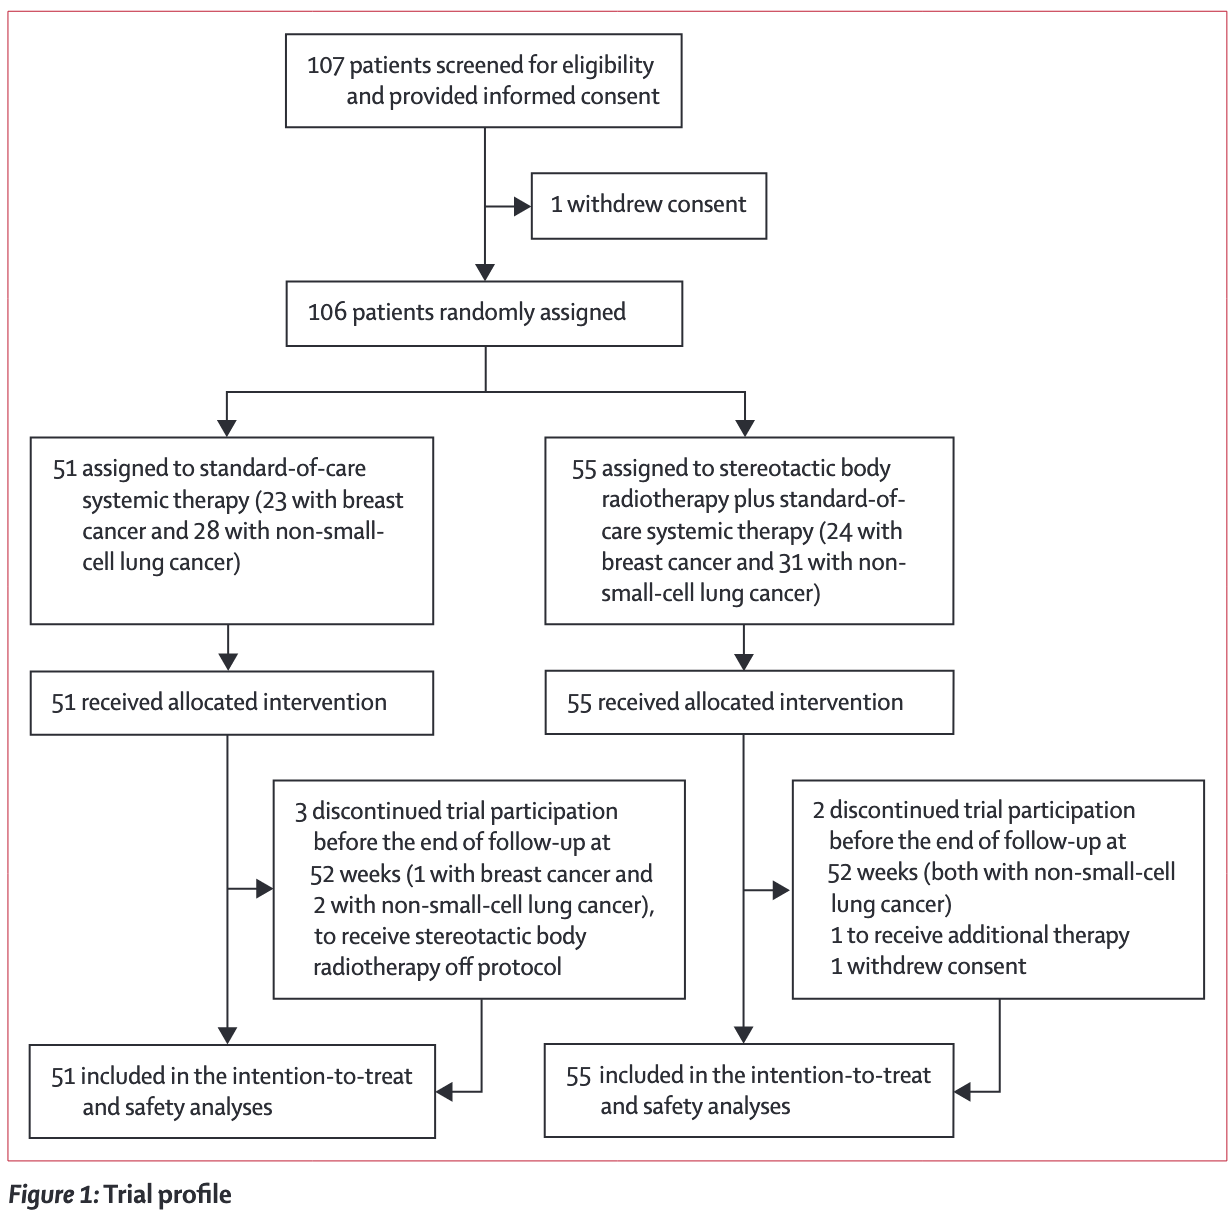 107 patients screened for eligibility
and provided informed consent
1 withdrew consent
106 patients randomly assigned
51 assigned to standard-of-care
systemic therapy (23 with breast
cancer and 28 with non-small-
cell lung cancer)
55 assigned to stereotactic body
radiotherapy plus standard-of-
care systemic therapy (24 with
breast cancer and 31 with non-
small-cell lung cancer)
51 received allocated intervention
55 received allocated intervention
3 discontinued trial participation
before the end of follow-up at
52 weeks (1 with breast cancer and
2 with non-small-cell lung cancer),
to receive stereotactic body
radiotherapy off protocol
2 discontinued trial participation
before the end of follow-up at
52 weeks (both with non-small-cell
lung cancer)
1 to receive additional therapy
1 withdrew consent
51 included in the intention-to-treat
and safety analyses
55 included in the intention-to-treat
and safety analyses
Figure 1: Trial profile